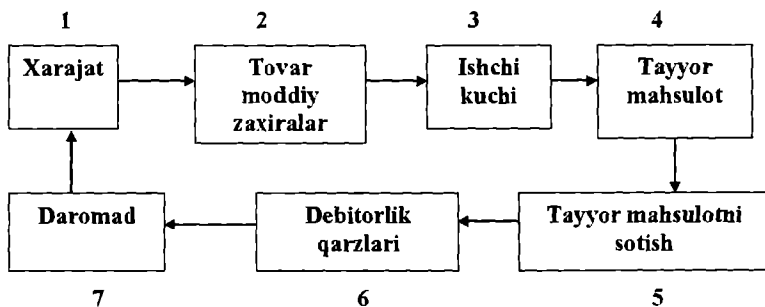 1 2 3 4
Xarajat
Tovar
moddiy
zaxiralar
Ishchi
kuchi
Tayyor
mahsulot
Tayyor mahsulotni
sotish
Debitorlik
qarzlari
Daromad
7 6 5